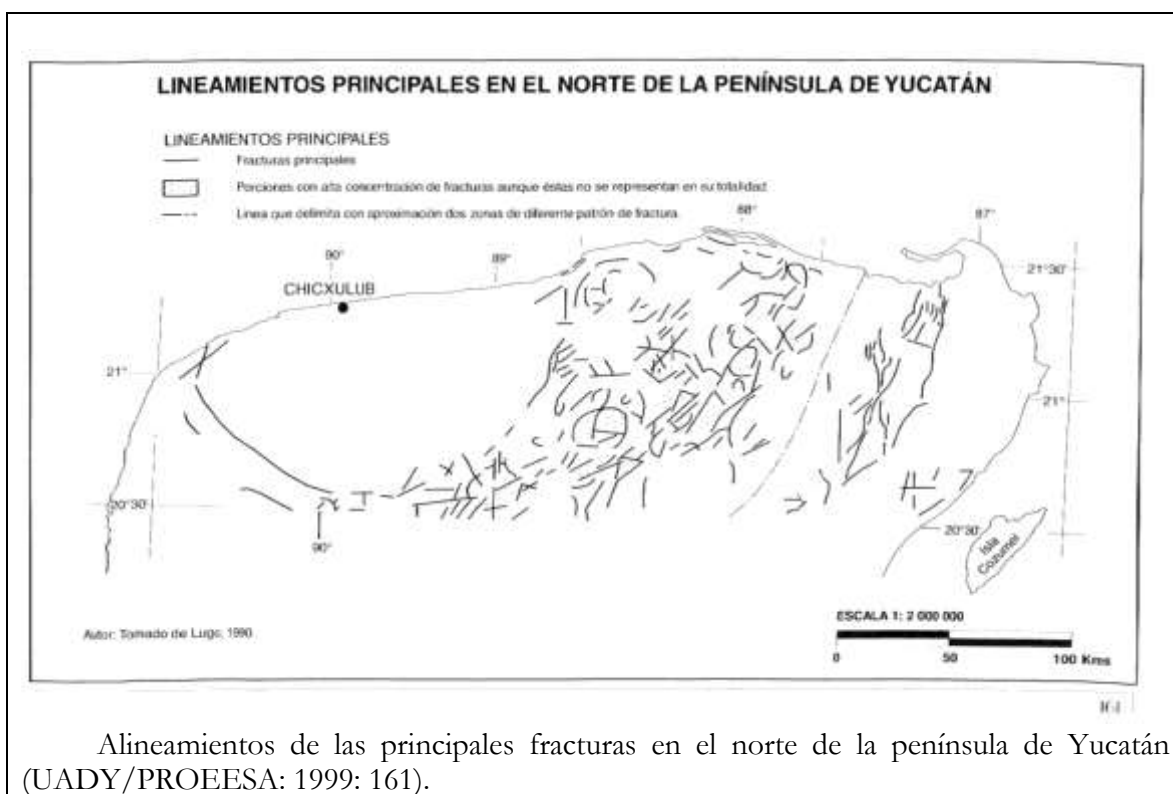 LINEAMIENTOS PRINCIPALES EN EL NORTE DE LA PENÍNSULA DE YUCATÁN
LINEAMIENTOS PRINCIPALES
Fracturas principales
Porciones con alta concentración de fracturas aunque éstas no se representan en su totalidad
Linea que delimita con aproximación dos zonas de diferente patrón de fractura.
88°
87°
90°
89°
21°30'
CHICXULUB
21°
21°
20°30'
20°30'
90°
Isla
Cozumel
ESCALA 1: 2 000 000
Autor: Tomado de Lugo, 1990
0 50 100 Kms
Alineamientos de las principales fracturas en el norte de la península de Yucatán
(UADY/PROEESA: 1999: 161).